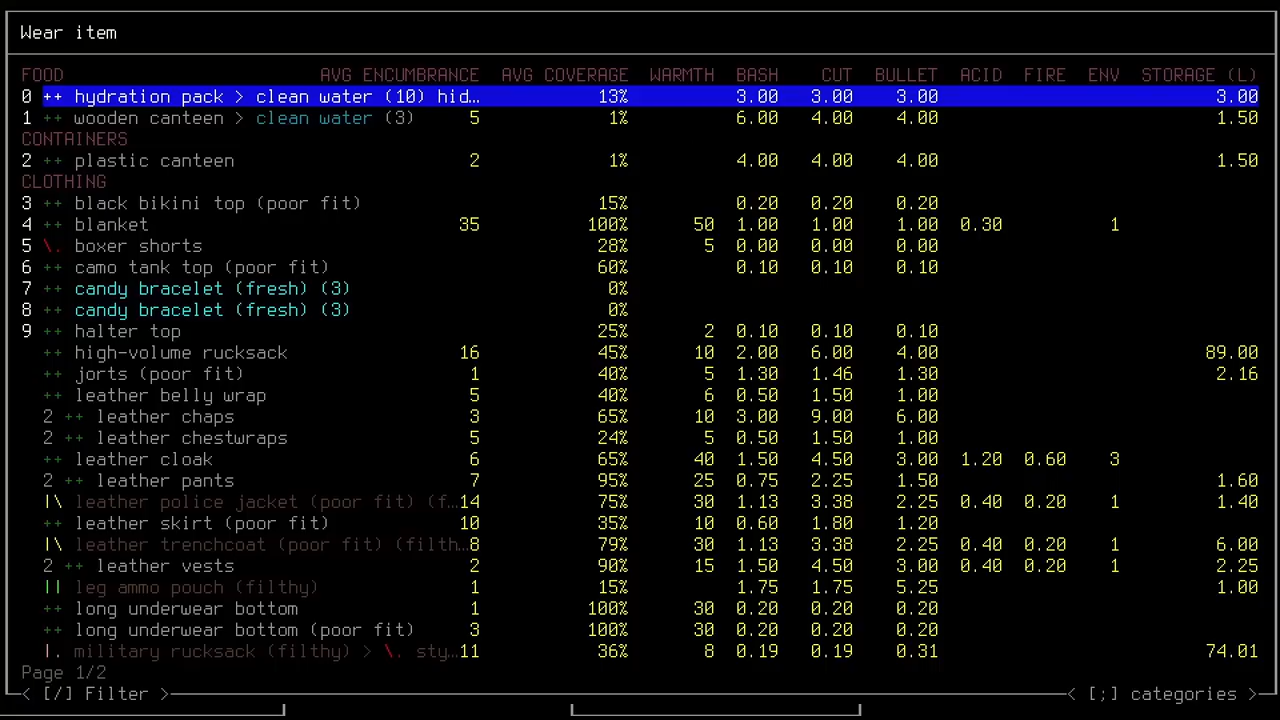 Wear item
FOOD AVG ENCUMBRANCE AVG COVERAGE WARMTH BASH CUT BULLET ACID FIRE ENV STORAGE (L)
0 ++ hydration pack > clean water (10) hid… 13% 3.00 3.00 3.00 3.00
1 ++ wooden canteen > clean water (3) 5 1% 6.00 4.00 4.00 1.50
CONTAINERS
2 ++ plastic canteen 2 1% 4.00 4.00 4.00 1.50
CLOTHING
3 ++ black bikini top (poor fit) 15% 0.20 0.20 0.20
4 ++ blanket 35 100% 50 1.00 1.00 1.00 0.30 1
5 \. boxer shorts 28% 5 0.00 0.00 0.00
6 ++ camo tank top (poor fit) 60% 0.10 0.10 0.10
7 ++ candy bracelet (fresh) (3) 0%
8 ++ candy bracelet (fresh) (3) 0%
9 ++ halter top 25% 2 0.10 0.10 0.10
++ high-volume rucksack 16 45% 10 2.00 6.00 4.00 89.00
++ jorts (poor fit) 1 40% 5 1.30 1.46 1.30 2.16
++ leather belly wrap 5 40% 6 0.50 1.50 1.00
2 ++ leather chaps 3 65% 10 3.00 9.00 6.00
2 ++ leather chestwraps 5 24% 5 0.50 1.50 1.00
++ leather cloak 6 65% 40 1.50 4.50 3.00 1.20 0.60 3
2 ++ leather pants 7 95% 25 0.75 2.25 1.50 1.60
|\ leather police jacket (poor fit) (f…14 75% 30 1.13 3.38 2.25 0.40 0.20 1 1.40
++ leather skirt (poor fit) 10 35% 10 0.60 1.80 1.20
|\ leather trenchcoat (poor fit) (filth…8 79% 30 1.13 3.38 2.25 0.40 0.20 1 6.00
2 ++ leather vests 2 90% 15 1.50 4.50 3.00 0.40 0.20 1 2.25
|| leg ammo pouch (filthy) 1 15% 1.75 1.75 5.25 1.00
++ long underwear bottom 1 100% 30 0.20 0.20 0.20
++ long underwear bottom (poor fit) 3 100% 30 0.20 0.20 0.20
|. military rucksack (filthy) > \. sty…11 36% 8 0.19 0.19 0.31 74.01
Page 1/2
< [/] Filter > < [;] categories >